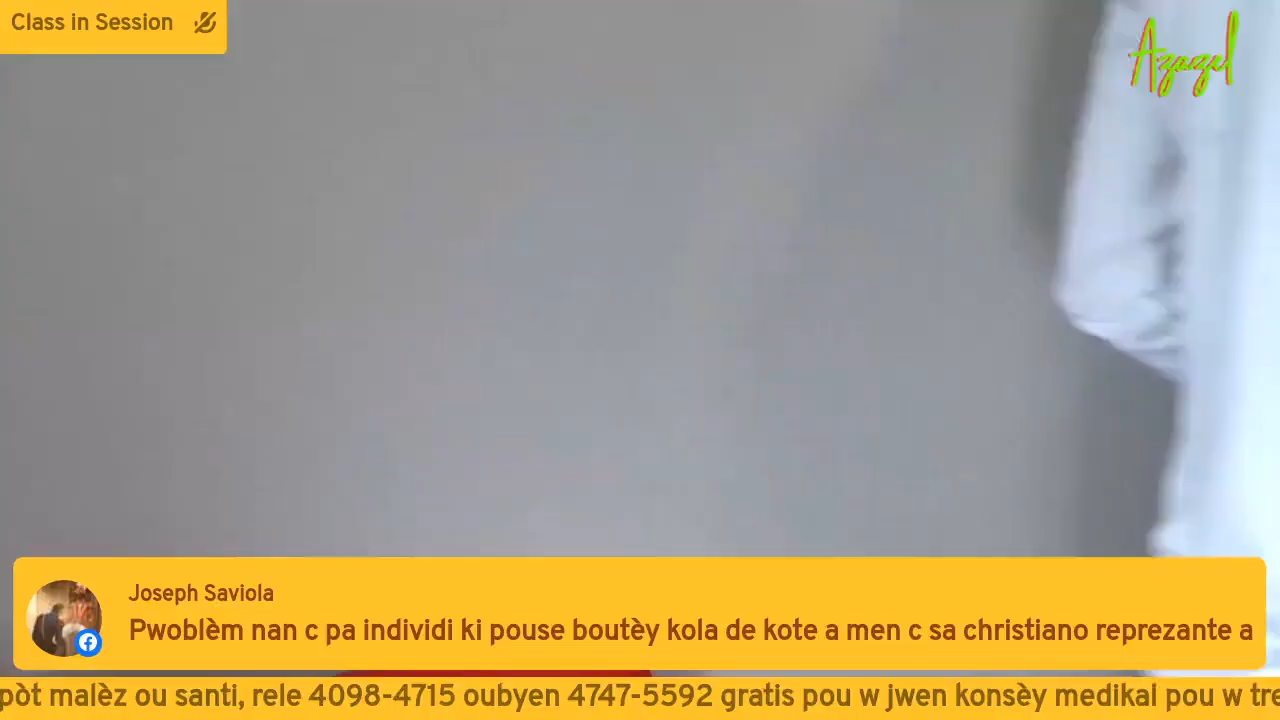 Class in Session
Azazel
Joseph Saviola
Pwoblèm nan c pa individi ki pouse boutèy kola de kote a men c sa christiano reprezante a
pòt malèz ou santi, rele 4098-4715 oubyen 4747-5592 gratis pou w jwen konsèy medikal pou w tre